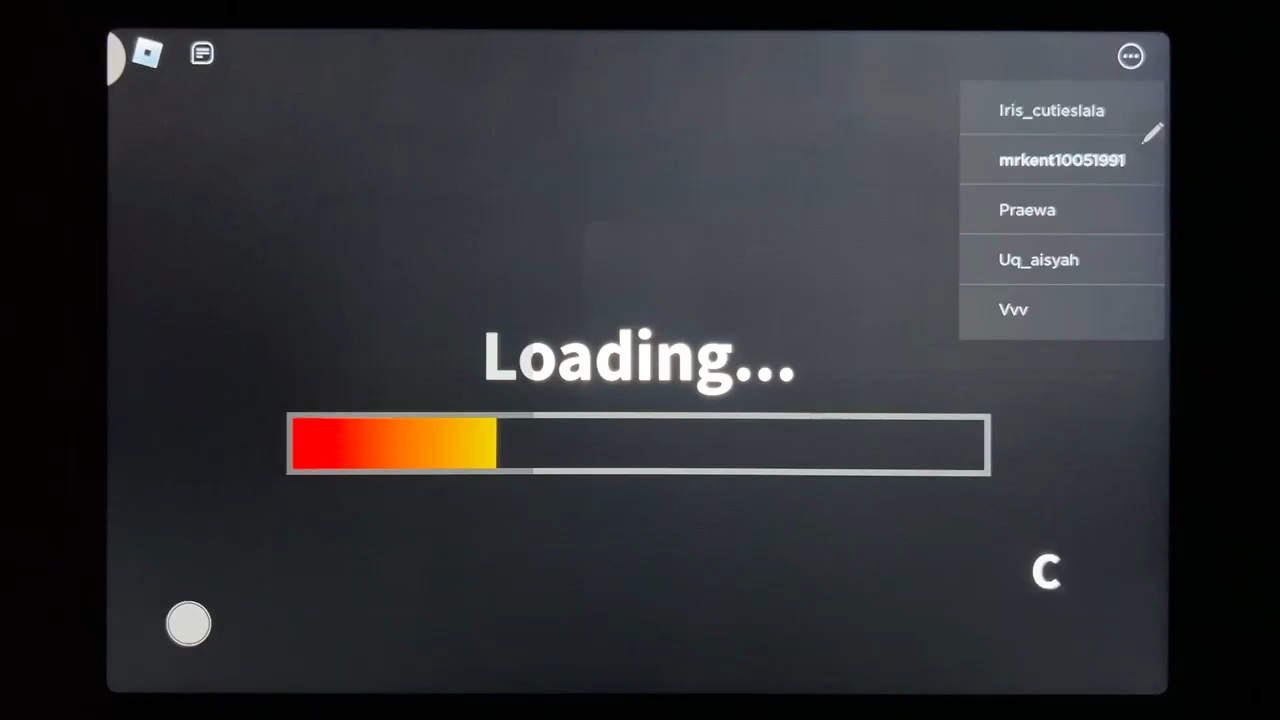 Iris_cutieslala
mrkent10051991
Praewa
Uq_aisyah
Vvv
Loading...
C